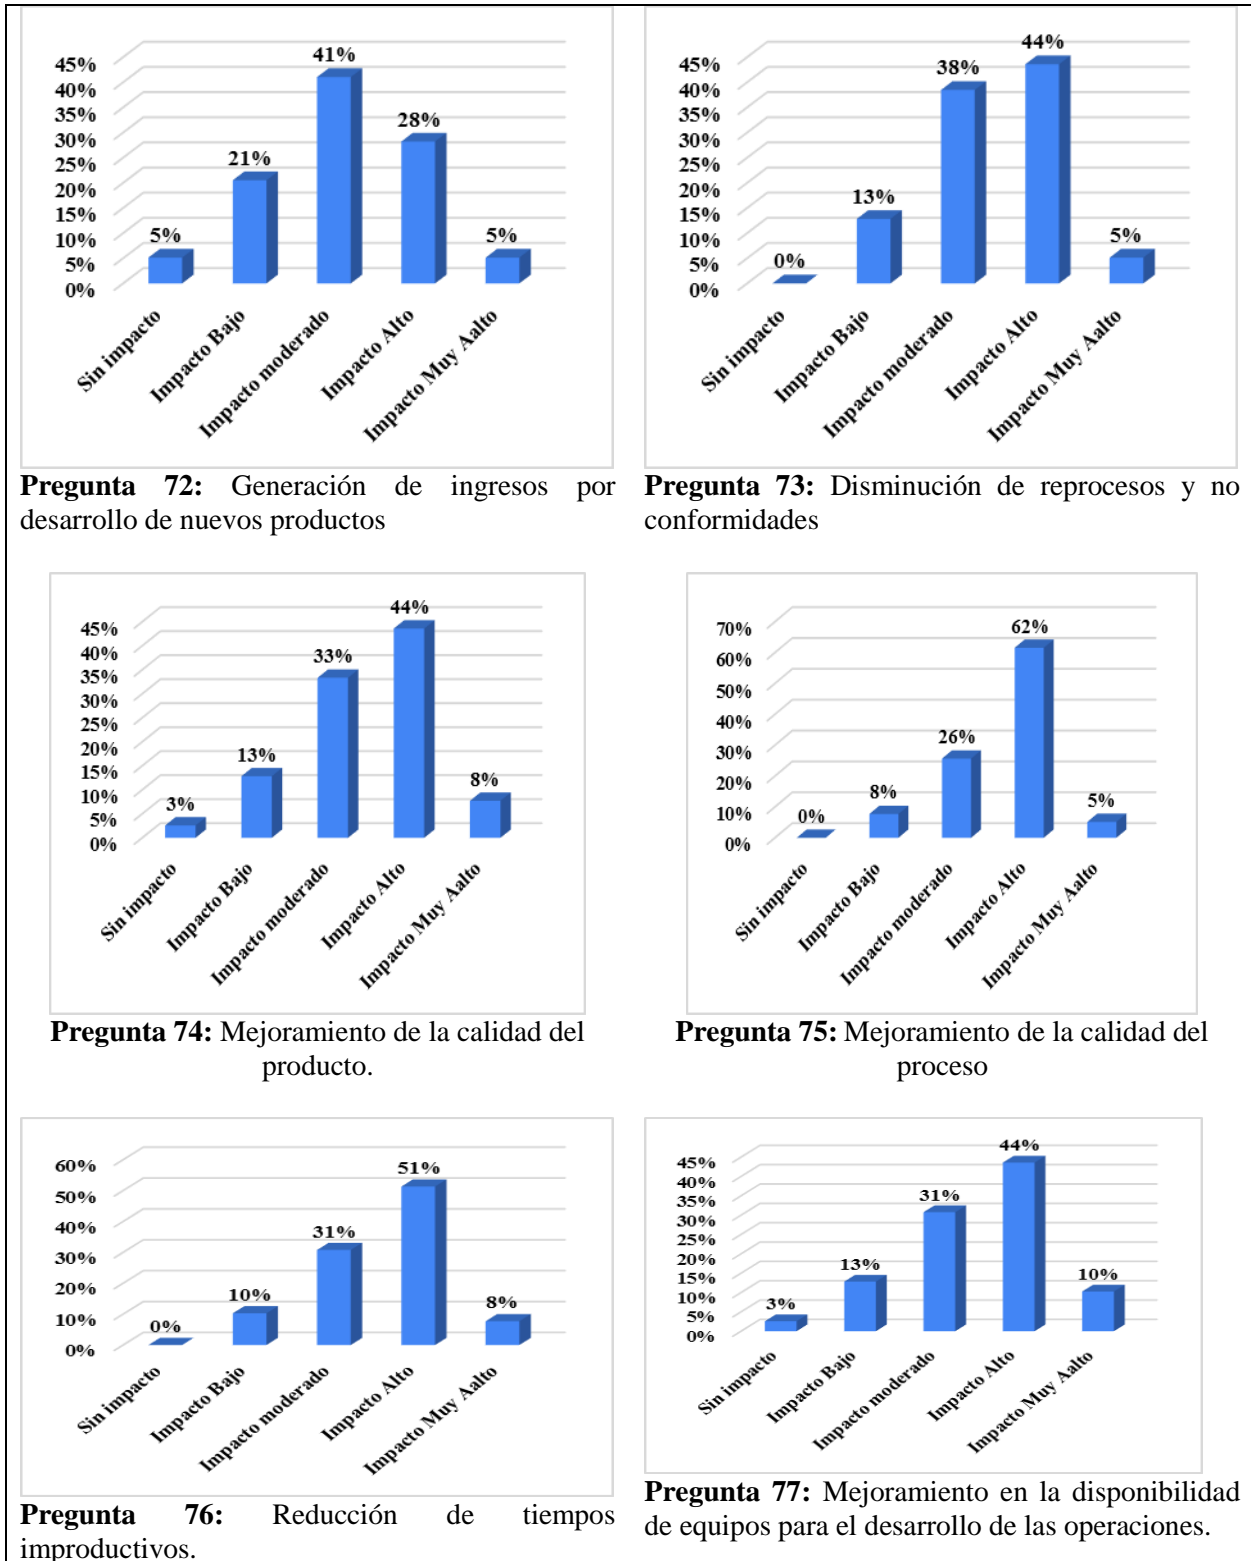 41%
28%
21%
5%
5%
45%
40%
35%
30%
25%
20%
15%
10%
5%
0%
Sin impacto
Impacto Bajo
Impacto moderado
Impacto Alto
Impacto Muy Aalto
Pregunta 72: Generación de ingresos por
desarrollo de nuevos productos
44%
38%
13%
5%
0%
45%
40%
35%
30%
25%
20%
15%
10%
5%
0%
Sin impacto
Impacto Bajo
Impacto moderado
Impacto Alto
Impacto Muy Aalto
Pregunta 73: Disminución de reprocesos y no
conformidades
44%
33%
13%
8%
3%
45%
40%
35%
30%
25%
20%
15%
10%
5%
0%
Sin impacto
Impacto Bajo
Impacto moderado
Impacto Alto
Impacto Muy Aalto
Pregunta 74: Mejoramiento de la calidad del
producto.
62%
26%
8%
5%
0%
70%
60%
50%
40%
30%
20%
10%
0%
Sin impacto
Impacto Bajo
Impacto moderado
Impacto Alto
Impacto Muy Aalto
Pregunta 75: Mejoramiento de la calidad del
proceso
51%
31%
10%
8%
0%
60%
50%
40%
30%
20%
10%
0%
Sin impacto
Impacto Bajo
Impacto moderado
Impacto Alto
Impacto Muy Aalto
Pregunta 76: Reducción de tiempos
improductivos.
44%
31%
13%
10%
3%
45%
40%
35%
30%
25%
20%
15%
10%
5%
0%
Sin impacto
Impacto Bajo
Impacto moderado
Impacto Alto
Impacto Muy Aalto
Pregunta 77: Mejoramiento en la disponibilidad
de equipos para el desarrollo de las operaciones.